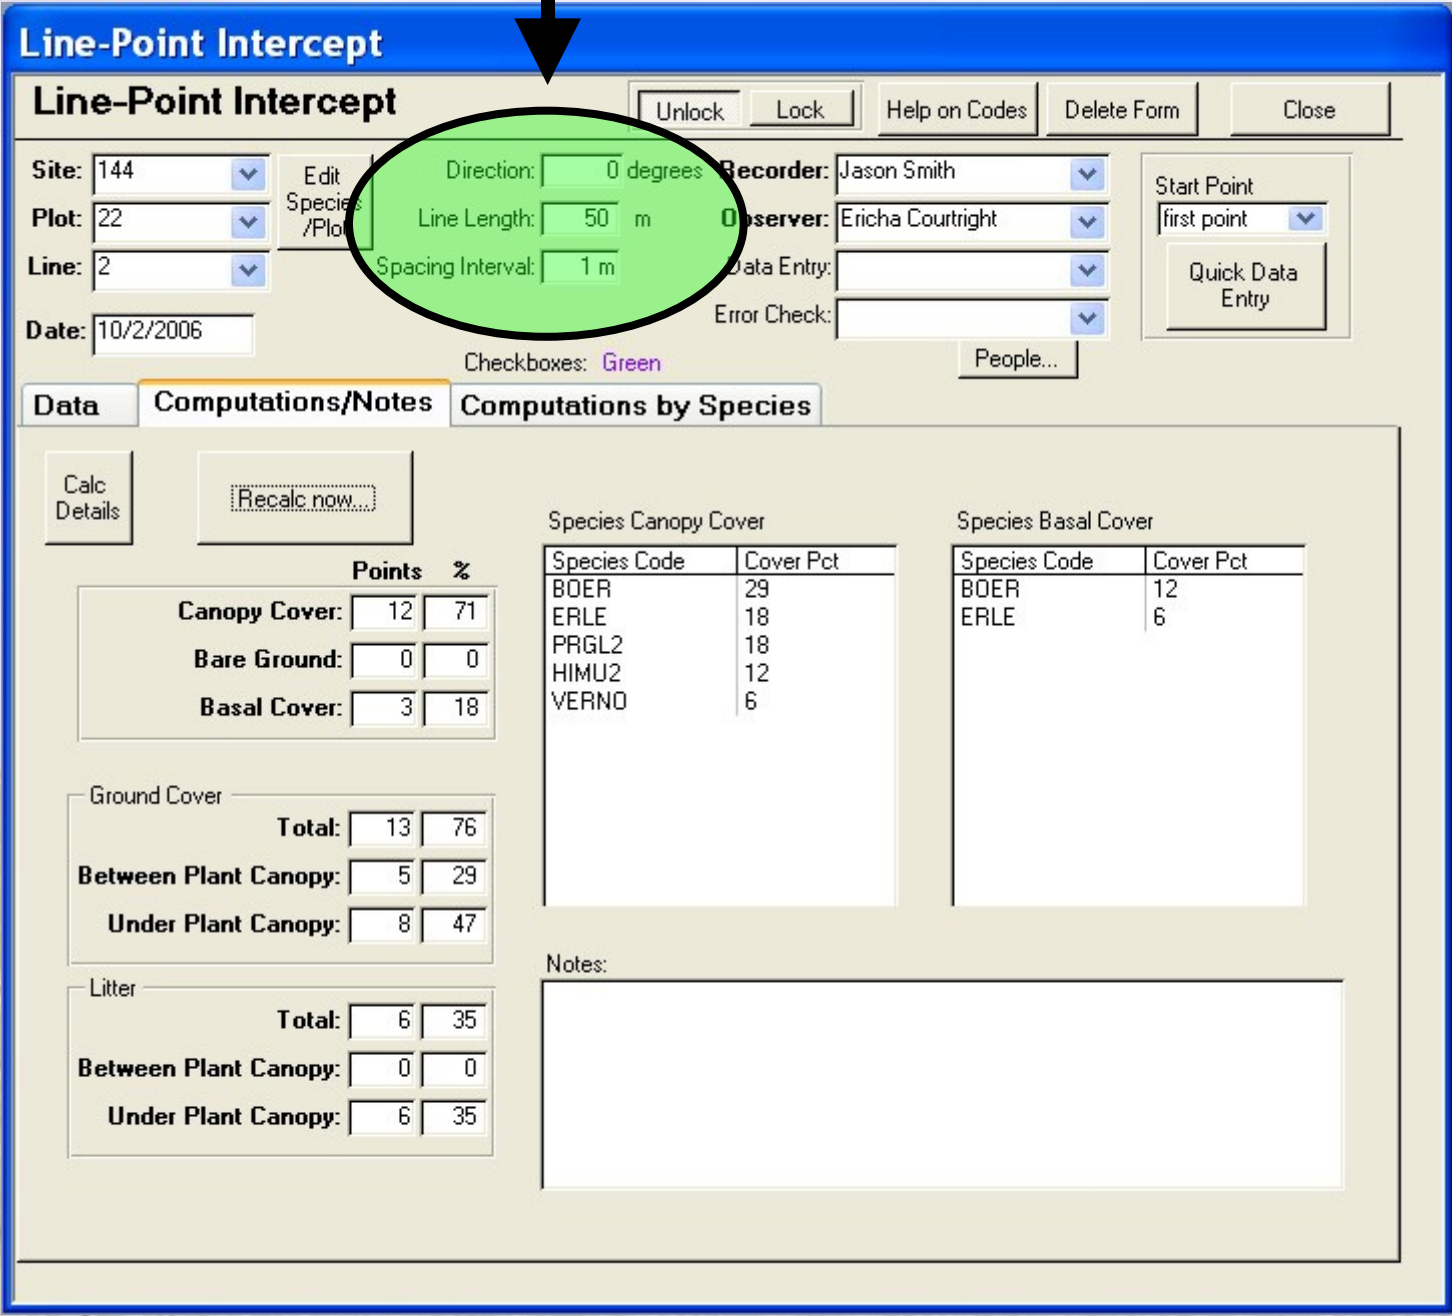 Line-Point Intercept
Line-Point Intercept
Unlock Lock Help on Codes Delete Form Close
Site: 144
Plot: 22
Line: 2
Date: 10/2/2006
Edit
Species
/Plot
Direction: 0 degrees
Line Length: 50 m
Spacing Interval: 1 m
Checkboxes: Green
Recorder: Jason Smith
Observer: Ericha Courtright
Data Entry:
Error Check:
People...
Start Point
first point
Quick Data
Entry
Data Computations/Notes Computations by Species
Calc
Details
Recalc now...
Points %
Canopy Cover: 12 71
Bare Ground: 0 0
Basal Cover: 3 18
Ground Cover
Total: 13 76
Between Plant Canopy: 5 29
Under Plant Canopy: 8 47
Litter
Total: 6 35
Between Plant Canopy: 0 0
Under Plant Canopy: 6 35
Species Canopy Cover
Species Code Cover Pct
BOER 29
ERLE 18
PRGL2 18
HIMU2 12
VERNO 6
Species Basal Cover
Species Code Cover Pct
BOER 12
ERLE 6
Notes: